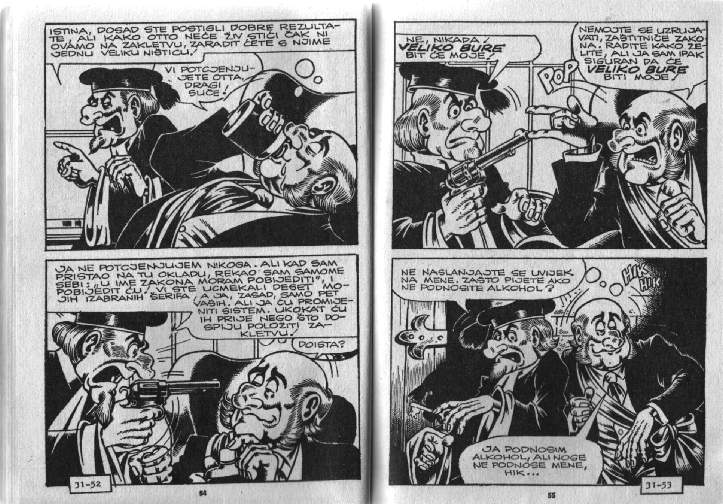 ISTINA, DOSAD STE POSTIGLI DOBRE REZULTA-
TE, ALI KAKO OTTO NEĆE ŽIV STIĆI ČAK NI
OVAMO NA ZAKLETVU, ZARADIT ĆETE S NJIME
JEDNU VELIKU NIŠTICU!
VI POTCJENJU-
JETE OTTA,
DRAGI
SUČE!
JA NE POTCJENJUJEM NIKOGA. ALI KAD SAM
PRISTAO NA TU OKLADU, REKAO SAM SAMOME
SEBI: „U IME ZAKONA MORAM POBIJEDITI", I
POBIJEDIT ĆU. VI STE UCMEKALI DESET MO-
JIH IZABRANIH ŠERIFA, A JA, ZASAD, SAMO PET
VAŠIH. ALI JA ĆU PROMIJE-
NITI SISTEM. UKOKAT ĆU
IH PRIJE NEGO ŠTO DO-
SPIJU POLOŽITI ZA-
KLETVU.
DOISTA?
31-52
54
NE, NIKADA!
VELIKO BURE
BIT ĆE MOJE!
POP
NEMOJTE SE UZRUJA-
VATI, ZAŠTITNIČE ZAKO-
NA. RADITE KAKO ŽE-
LITE, ALI JA SAM IPAK
SIGURAN DA ĆE
VELIKO BURE
BITI MOJE!
NE NASLANJAJTE SE UVIJEK
NA MENE. ZAŠTO PIJETE AKO
NE PODNOSITE ALKOHOL?
HIK
HIK
JA PODNOSIM
ALKOHOL, ALI NOGE
NE PODNOSE MENE,
HIK...
55
31-53